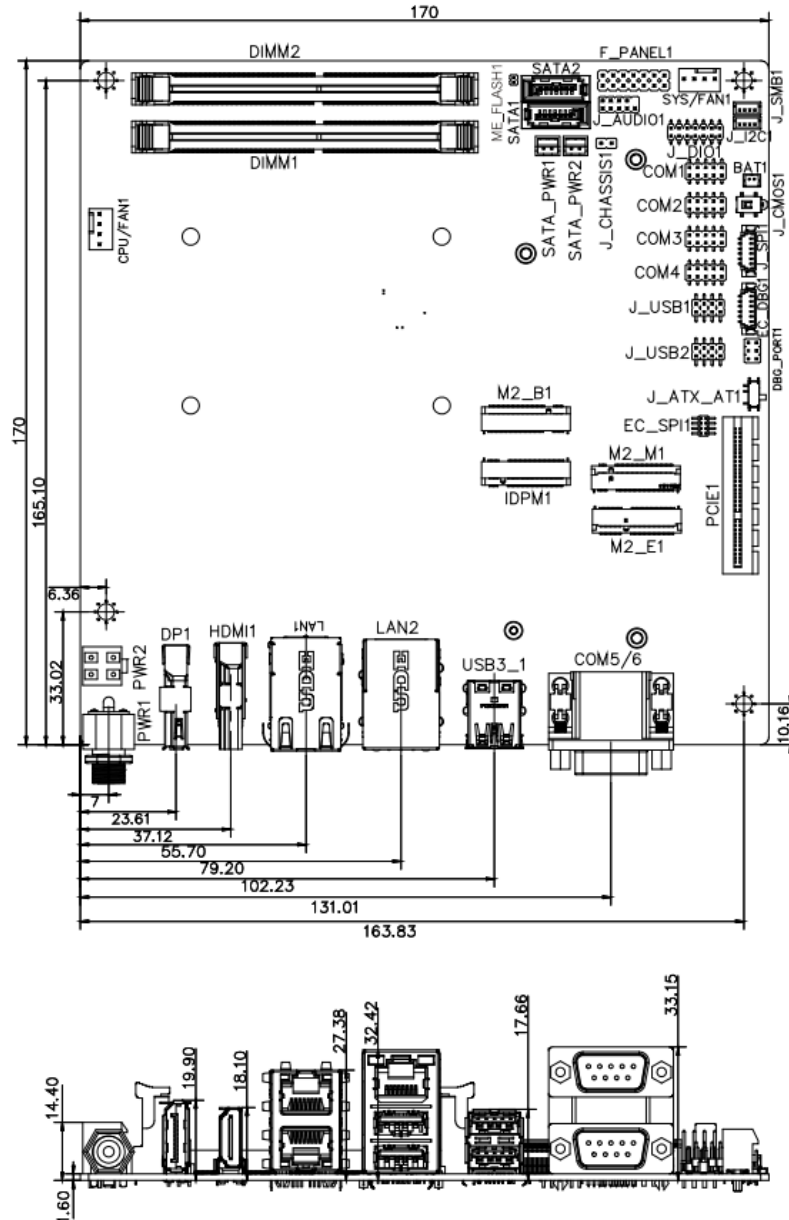 170
DIMM2
DIMM1
ME_FLASH1
SATA2
SATA1
F_PANEL1
SYS/FAN1
J_SMB1
J_AUDIO1
J_I2C1
J_DIO1
COM1
BAT1
J_CMOS1
SATA_PWR1
SATA_PWR2
J_CHASSIS1
CPU/FAN1
COM2
COM3
J_SPI1
COM4
EC_DBG1
J_USB1
J_USB2
DBG_PORT1
170
165.10
M2_B1
J_ATX_AT1
EC_SPI1
M2_M1
IDPM1
PCIE1
M2_E1
6.36
33.02
DP1
HDMI1
LAN1
LAN2
UDE
UDE
USB3_1
COM5/6
PWR2
PWR1
10.16
7
23.61
37.12
55.70
79.20
102.23
131.01
163.83
14.40
19.90
18.10
27.38
32.42
17.66
33.15
1.60